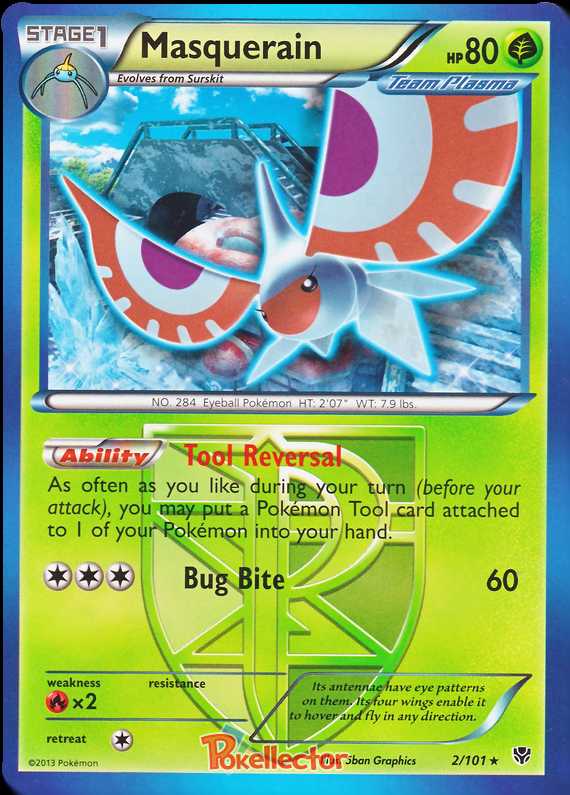 STAGE1
Masquerain
HP80
Evolves from Surskit
Team Plasma
NO. 284 Eyeball Pokémon HT: 2'07" WT: 7.9 lbs.
Ability Tool Reversal
As often as you like during your turn (before your
attack), you may put a Pokémon Tool card attached
to 1 of your Pokémon into your hand.
Bug Bite 60
weakness resistance
×2
Its antennae have eye patterns
on them. Its four wings enable it
to hover and fly in any direction.
retreat
©2013 Pokémon
Pokellector
5ban Graphics
2/101